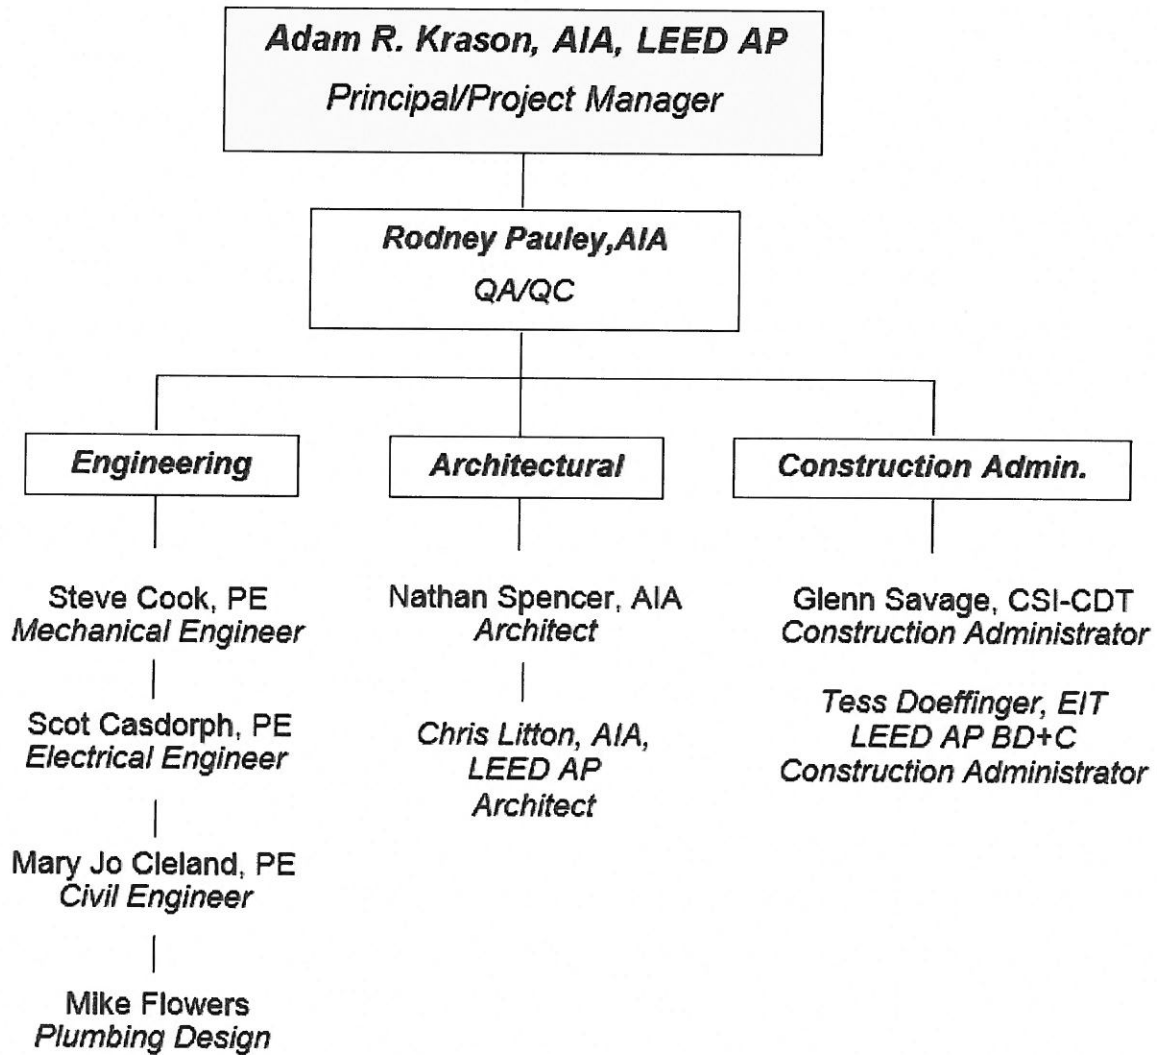 Adam R. Krason, AIA, LEED AP
Principal/Project Manager
Rodney Pauley,AIA
QA/QC
Engineering
Architectural
Construction Admin.
Steve Cook, PE
Mechanical Engineer
Scot Casdorph, PE
Electrical Engineer
Mary Jo Cleland, PE
Civil Engineer
Mike Flowers
Plumbing Design
Nathan Spencer, AIA
Architect
Chris Litton, AIA,
LEED AP
Architect
Glenn Savage, CSI-CDT
Construction Administrator
Tess Doeffinger, EIT
LEED AP BD+C
Construction Administrator